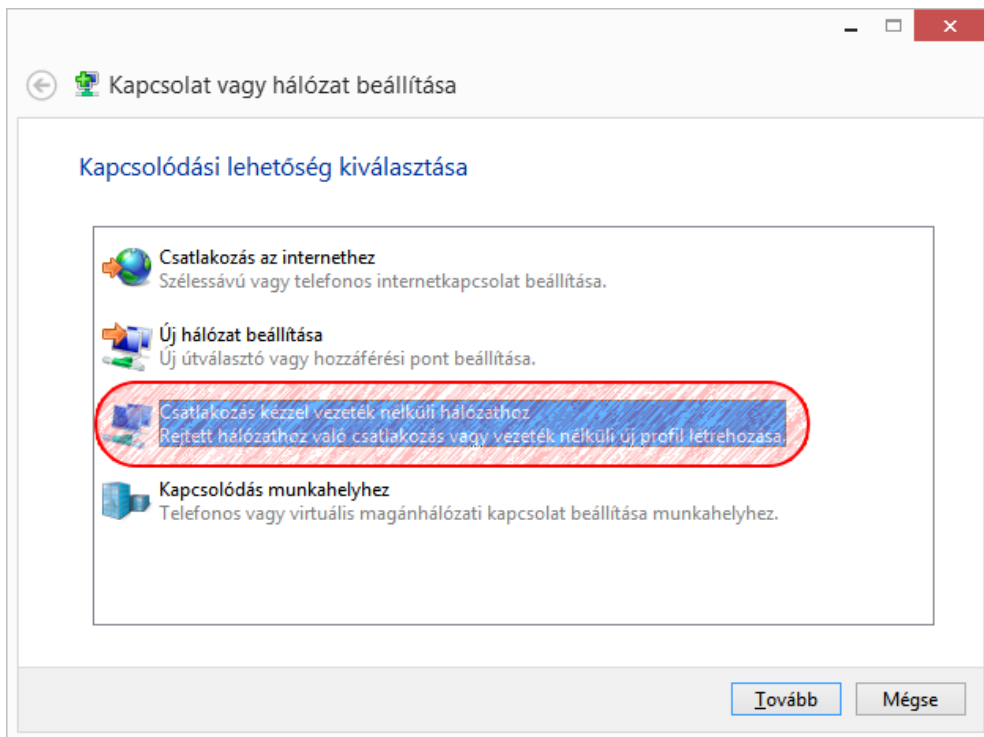 Kapcsolat vagy hálózat beállítása
Kapcsolódási lehetőség kiválasztása
Csatlakozás az internethez
Szélessávú vagy telefonos internetkapcsolat beállítása.
Új hálózat beállítása
Új útválasztó vagy hozzáférési pont beállítása.
Csatlakozás kézzel vezeték nélküli hálózathoz
Rejtett hálózathoz való csatlakozás vagy vezeték nélküli új profil létrehozása.
Kapcsolódás munkahelyhez
Telefonos vagy virtuális magánhálózati kapcsolat beállítása munkahelyhez.
Tovább Mégse